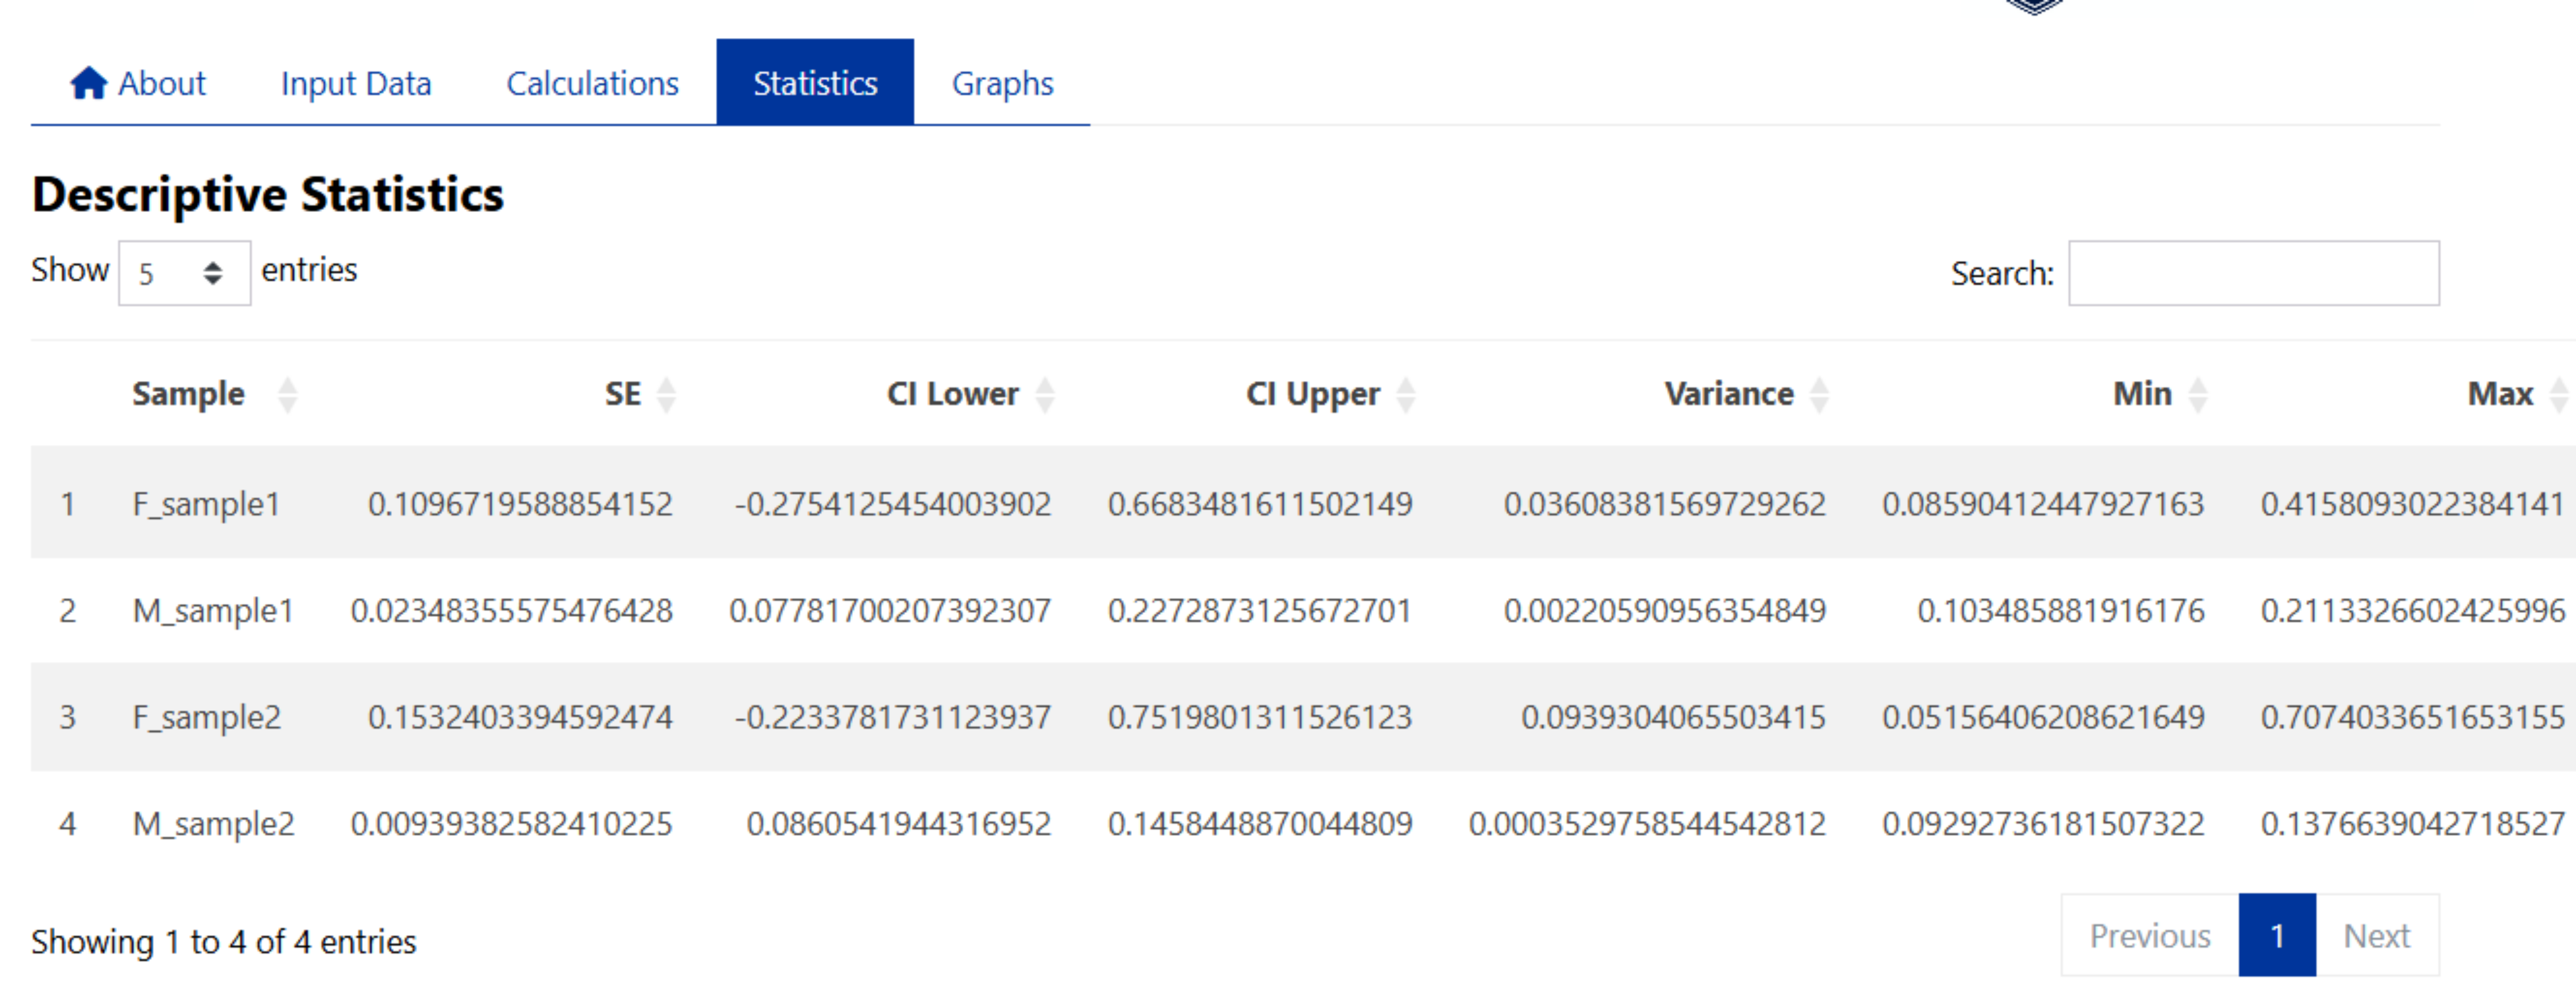 About Input Data Calculations Statistics Graphs
Descriptive Statistics
Show 5 entries Search:
Sample SE CI Lower CI Upper Variance Min Max
1 F_sample1 0.1096719588854152 -0.2754125454003902 0.6683481611502149 0.03608381569729262 0.08590412447927163 0.4158093022384141
2 M_sample1 0.02348355575476428 0.07781700207392307 0.2272873125672701 0.00220590956354849 0.103485881916176 0.2113326602425996
3 F_sample2 0.1532403394592474 -0.2233781731123937 0.7519801311526123 0.0939304065503415 0.05156406208621649 0.7074033651653155
4 M_sample2 0.00939382582410225 0.0860541944316952 0.1458448870044809 0.0003529758544542812 0.09292736181507322 0.1376639042718527
Showing 1 to 4 of 4 entries Previous 1 Next